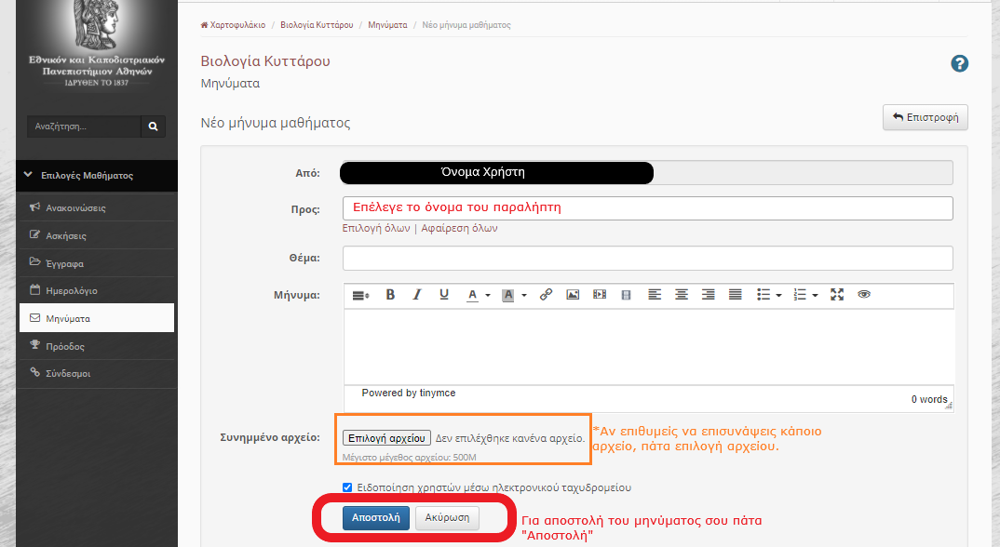 Εθνικόν και Καποδιστριακόν
Πανεπιστήμιον Αθηνών
ΙΔΡΥΘΕΝ ΤΟ 1837
Αναζήτηση...
Επιλογές Μαθήματος
Ανακοινώσεις
Ασκήσεις
Έγγραφα
Ημερολόγιο
Μηνύματα
Πρόοδος
Σύνδεσμοι
Χαρτοφυλάκιο / Βιολογία Κυττάρου / Μηνύματα / Νέο μήνυμα μαθήματος
Βιολογία Κυττάρου
Μηνύματα
Νέο μήνυμα μαθήματος
Επιστροφή
Από: Όνομα Χρήστη
Προς: Επέλεγε το όνομα του παραλήπτη
Επιλογή όλων | Αφαίρεση όλων
Θέμα:
Μήνυμα: B I U A A
Powered by tinymce
0 words
Συνημμένο αρχείο: Επιλογή αρχείου Δεν επιλέχθηκε κανένα αρχείο.
Μέγιστο μέγεθος αρχείου: 500M
*Αν επιθυμείς να επισυνάψεις κάποιο
αρχείο, πάτα επιλογή αρχείου.
Ειδοποίηση χρηστών μέσω ηλεκτρονικού ταχυδρομείου
Αποστολή Ακύρωση
Για αποστολή του μηνύματος σου πάτα
"Αποστολή"